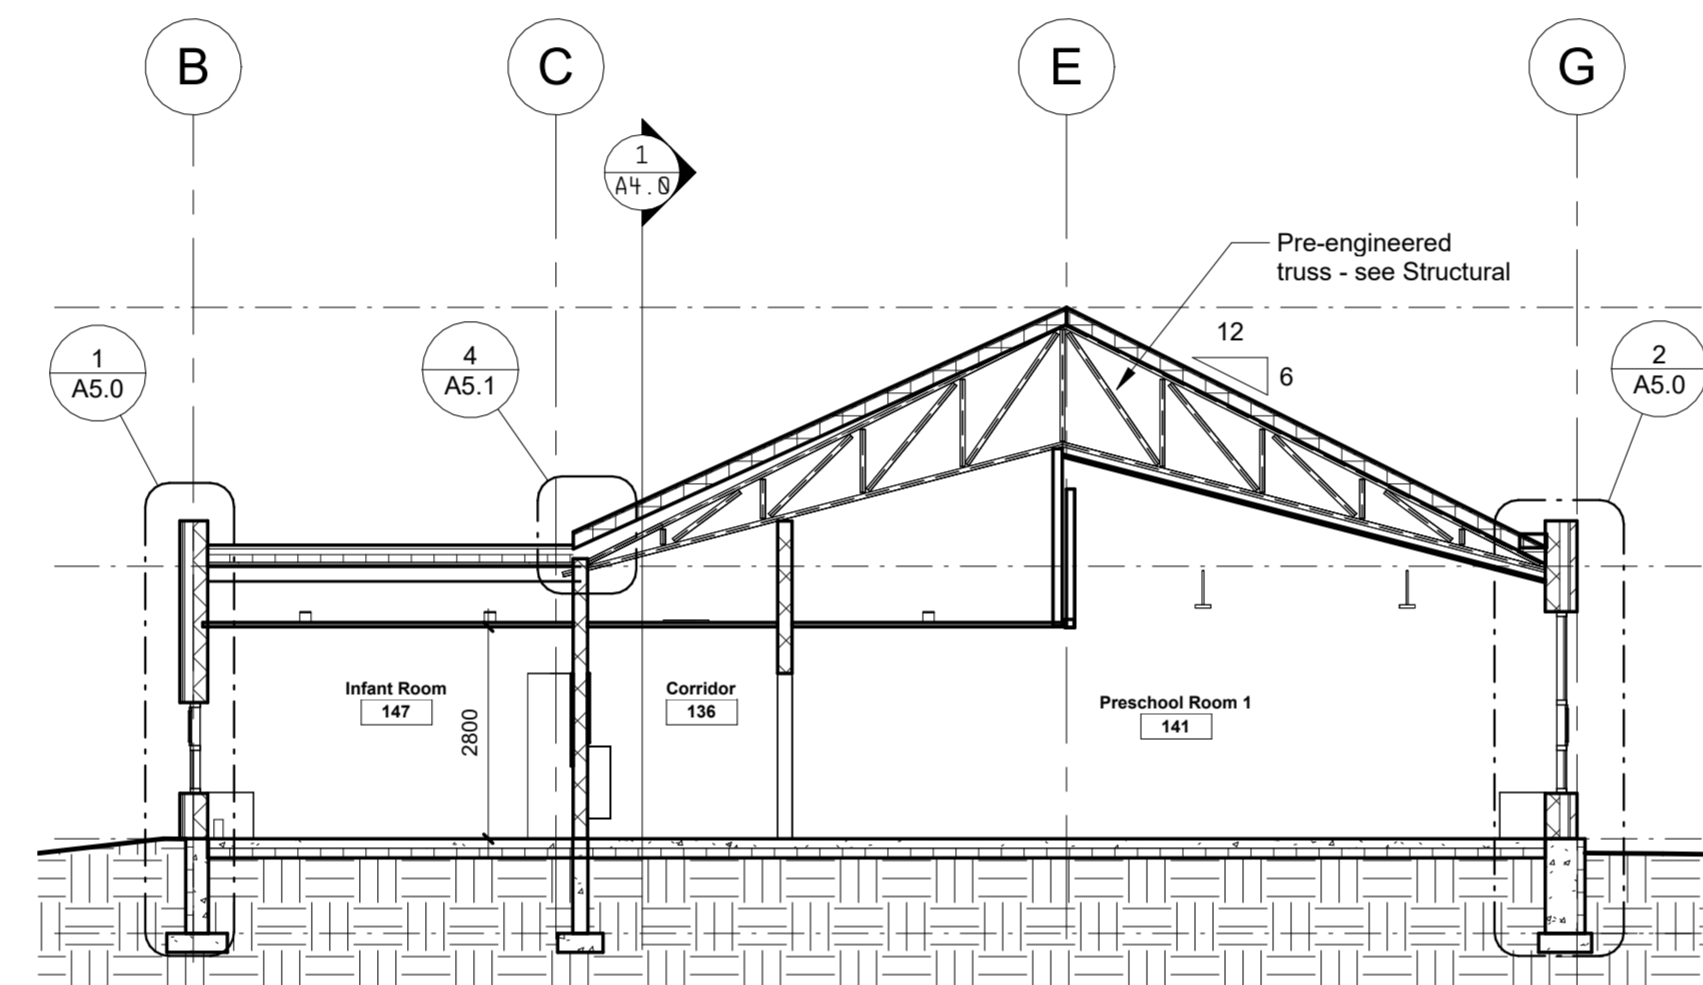 B
C
E
G
1
A4.0
Pre-engineered
truss - see Structural
12
6
1
A5.0
4
A5.1
2
A5.0
Infant Room
147
2800
Corridor
136
Preschool Room 1
141